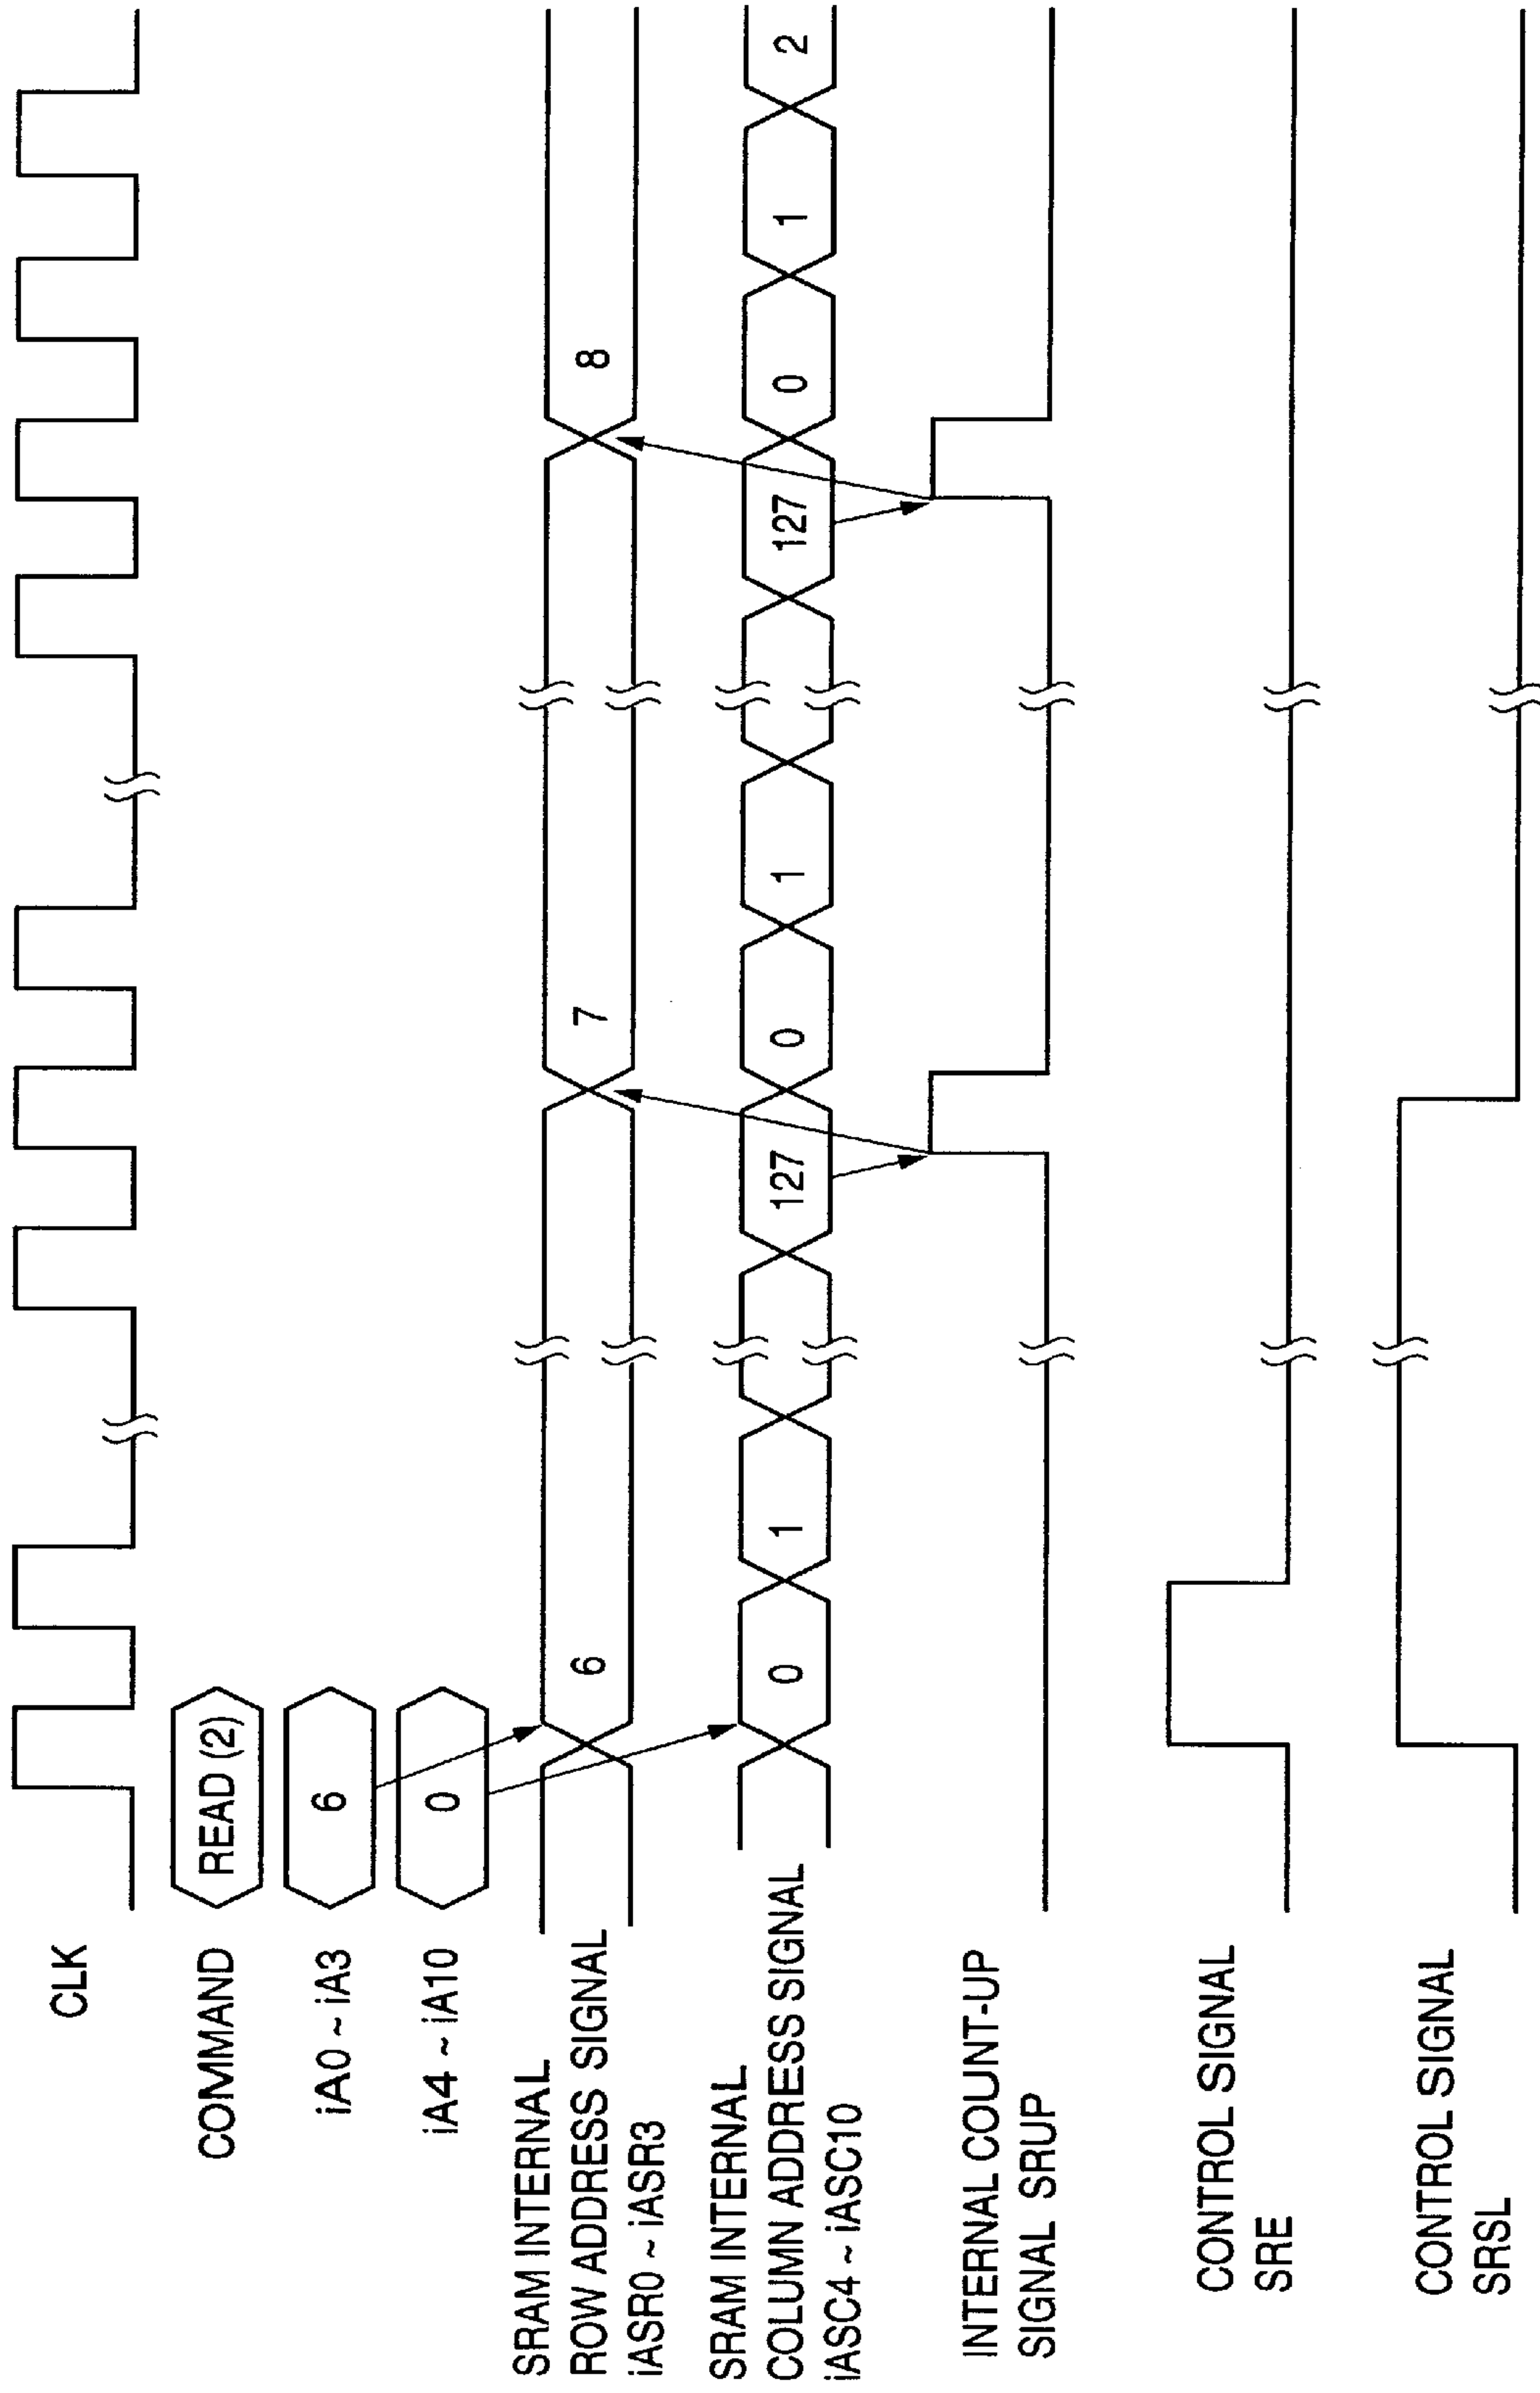 CLK
COMMAND
READ (2)
iA0 ~ iA3
6
iA4 ~ iA10
0
SRAM INTERNAL
ROW ADDRESS SIGNAL
iASR0 ~ iASR3
6
7
8
SRAM INTERNAL
COLUMN ADDRESS SIGNAL
iASC4 ~ iASC10
0
1
127
0
1
127
0
1
2
INTERNAL COUNT-UP
SIGNAL SRUP
CONTROL SIGNAL
SRE
CONTROL SIGNAL
SRSL